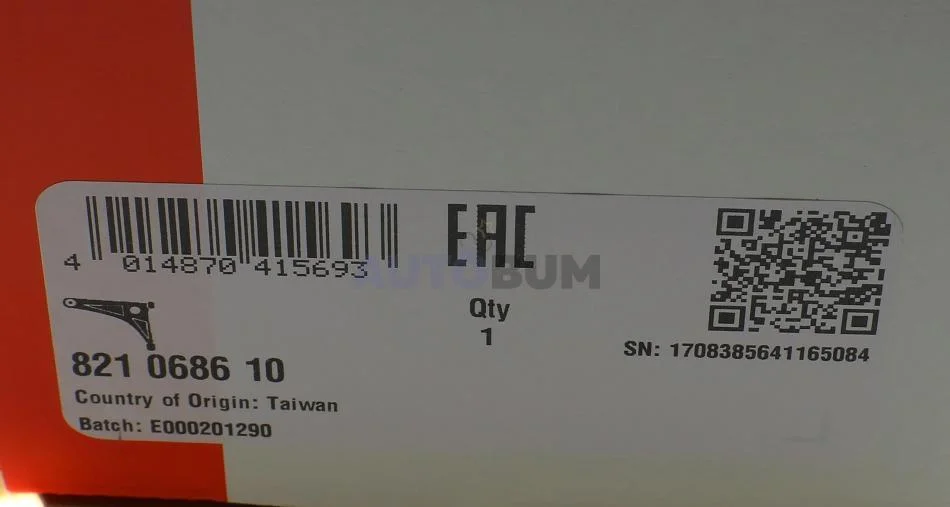 4 014870 415693
EAC
AUTOBUM
Qty
1
SN: 1708385641165084
821 0686 10
Country of Origin: Taiwan
Batch: E000201290